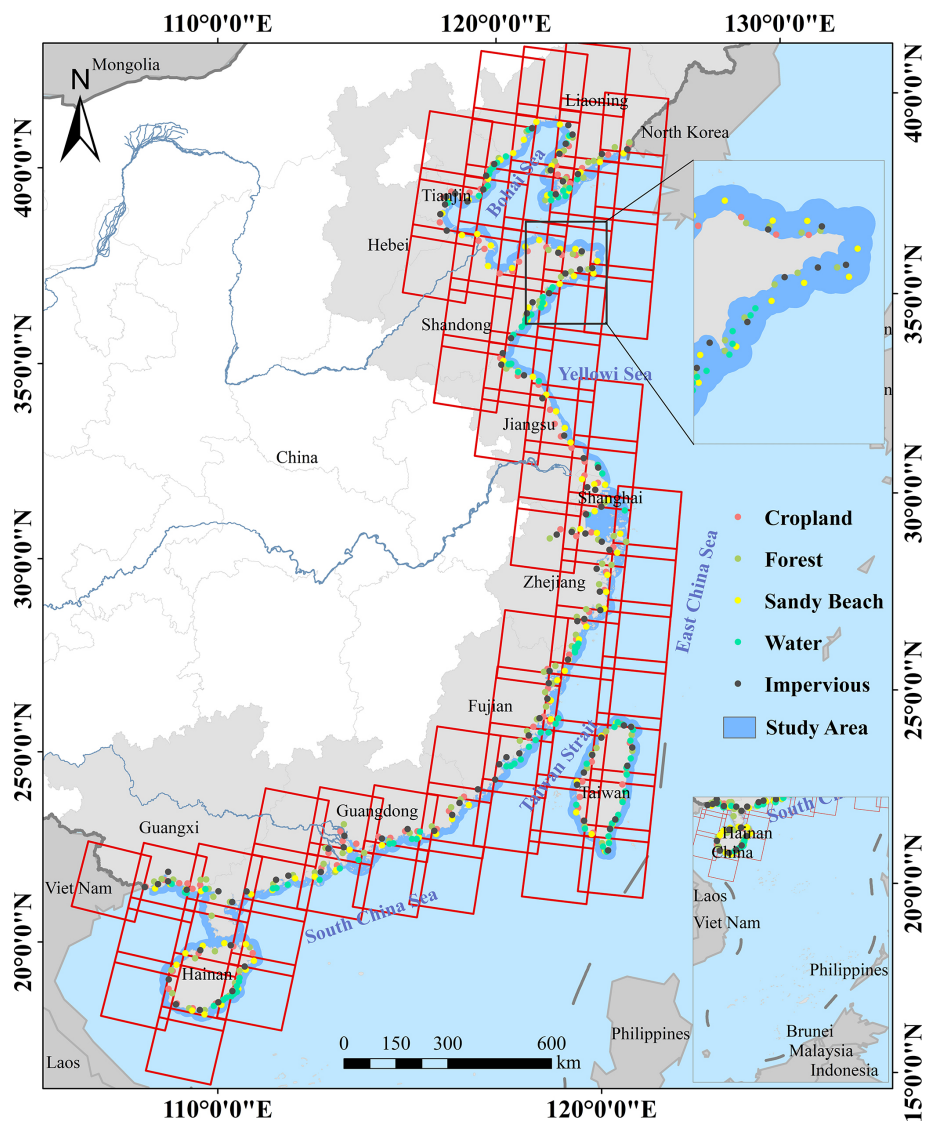 110°0'0"E 120°0'0"E 130°0'0"E
Mongolia
N
Liaoning
North Korea
40°0'0"N
40°0'0"N
Bohai Sea
Tianjin
Hebei
35°0'0"N
Shandong
35°0'0"N
Yellowi Sea
n
n
Jiangsu
China
Shanghai
30°0'0"N
30°0'0"N
Cropland
Forest
Sandy Beach
Water
Impervious
Study Area
Zhejiang
East China Sea
Fujian
25°0'0"N
25°0'0"N
Taiwan Strait
Taiwan
Guangdong
Guangxi
Viet Nam
South China Sea
20°0'0"N
20°0'0"N
Hainan
South Chi
Hainan
China
Laos
Viet Nam
Philippines
Brunei
Malaysia
Indonesia
Philippines
Laos
0 150 300 600
km
15°0'0"N
110°0'0"E 120°0'0"E